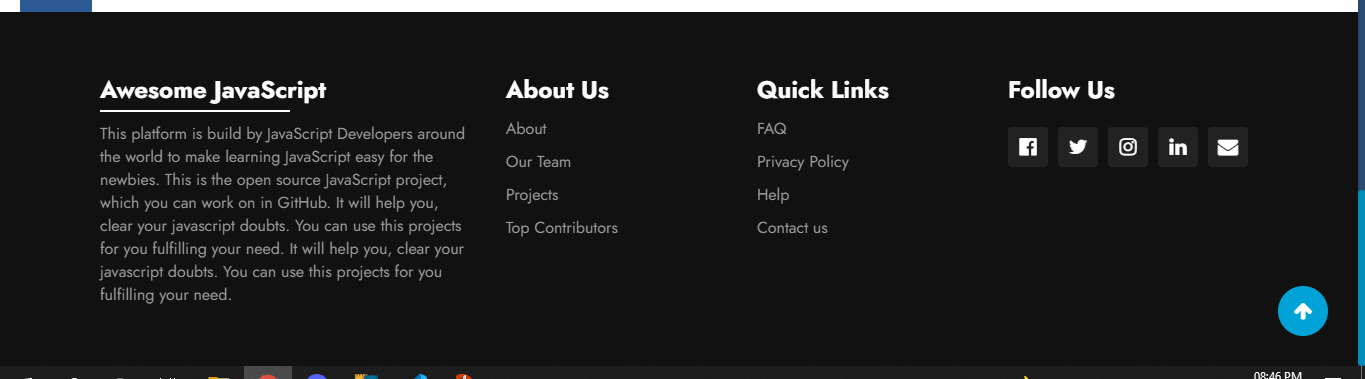 Awesome JavaScript
This platform is build by JavaScript Developers around
the world to make learning JavaScript easy for the
newbies. This is the open source JavaScript project,
which you can work on in GitHub. It will help you,
clear your javascript doubts. You can use this projects
for you fulfilling your need. It will help you, clear your
javascript doubts. You can use this projects for you
fulfilling your need.
About Us
About
Our Team
Projects
Top Contributors
Quick Links
FAQ
Privacy Policy
Help
Contact us
Follow Us
08:46 PM